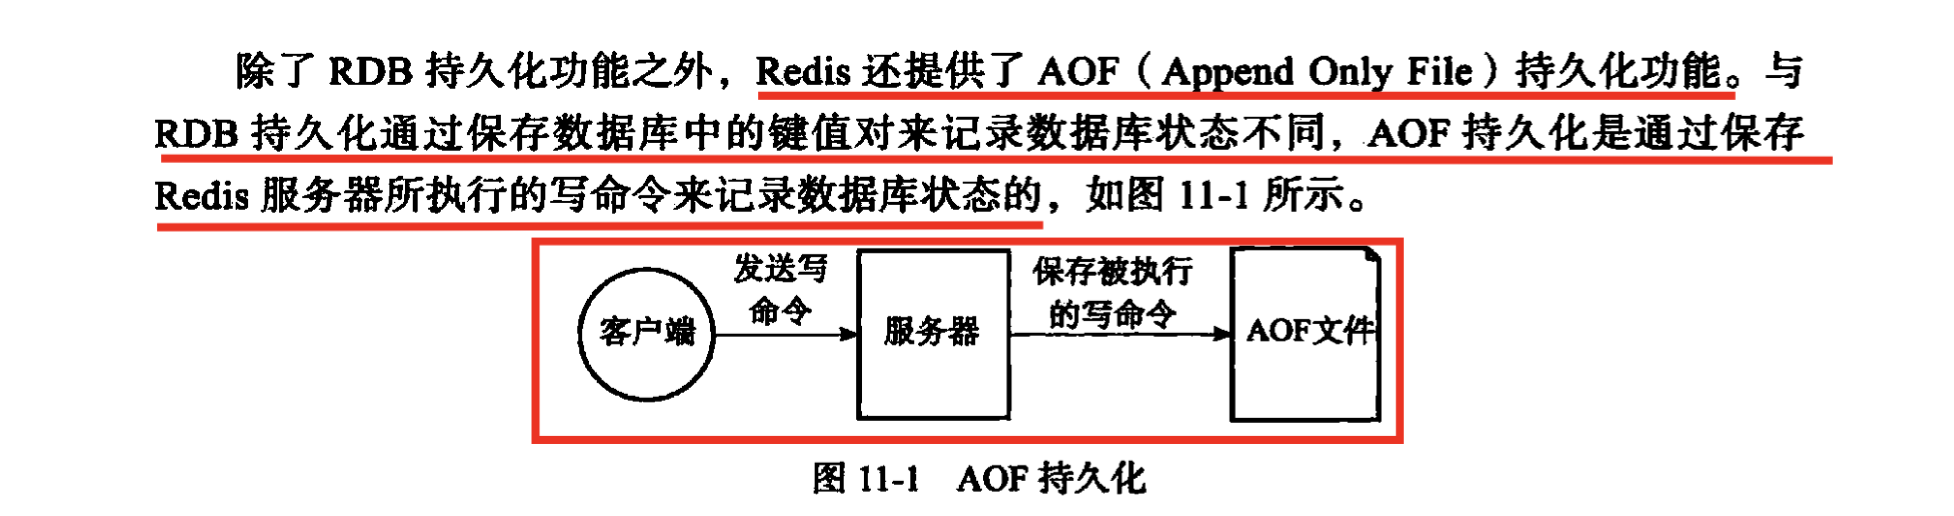 除了 RDB 持久化功能之外，Redis 还提供了 AOF（Append Only File）持久化功能。与
RDB 持久化通过保存数据库中的键值对来记录数据库状态不同，AOF 持久化是通过保存
Redis 服务器所执行的写命令来记录数据库状态的，如图 11-1 所示。
发送写
命令
保存被执行
的写命令
客户端
服务器
AOF文件
图 11-1 AOF 持久化